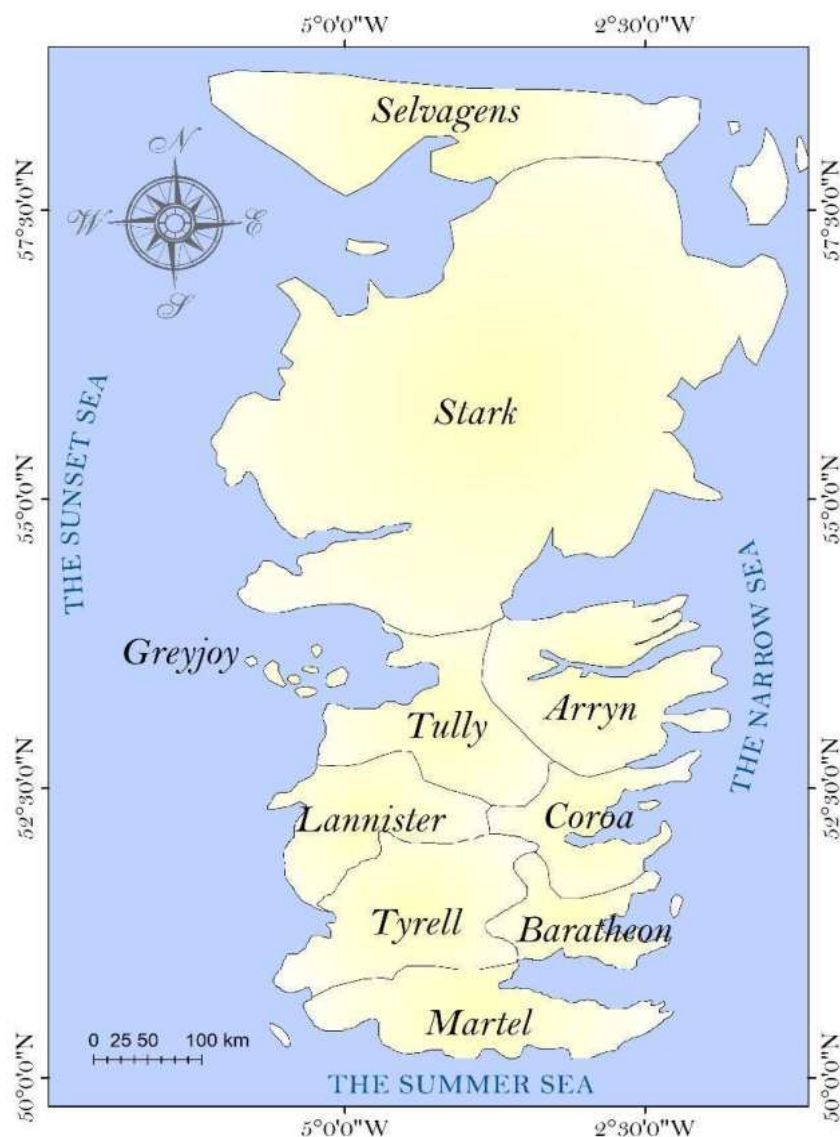 5°0'0"W 2°30'0"W
Selvagens
N
W E
S
57°30'0"N 57°30'0"N
Stark
THE SUNSET SEA
55°0'0"N 55°0'0"N
THE NARROW SEA
Greyjoy
Arryn
Tully
52°30'0"N 52°30'0"N
Lannister Coroa
Tyrell Baratheon
Martel
0 25 50 100 km
THE SUMMER SEA
50°0'0"N 50°0'0"N
5°0'0"W 2°30'0"W